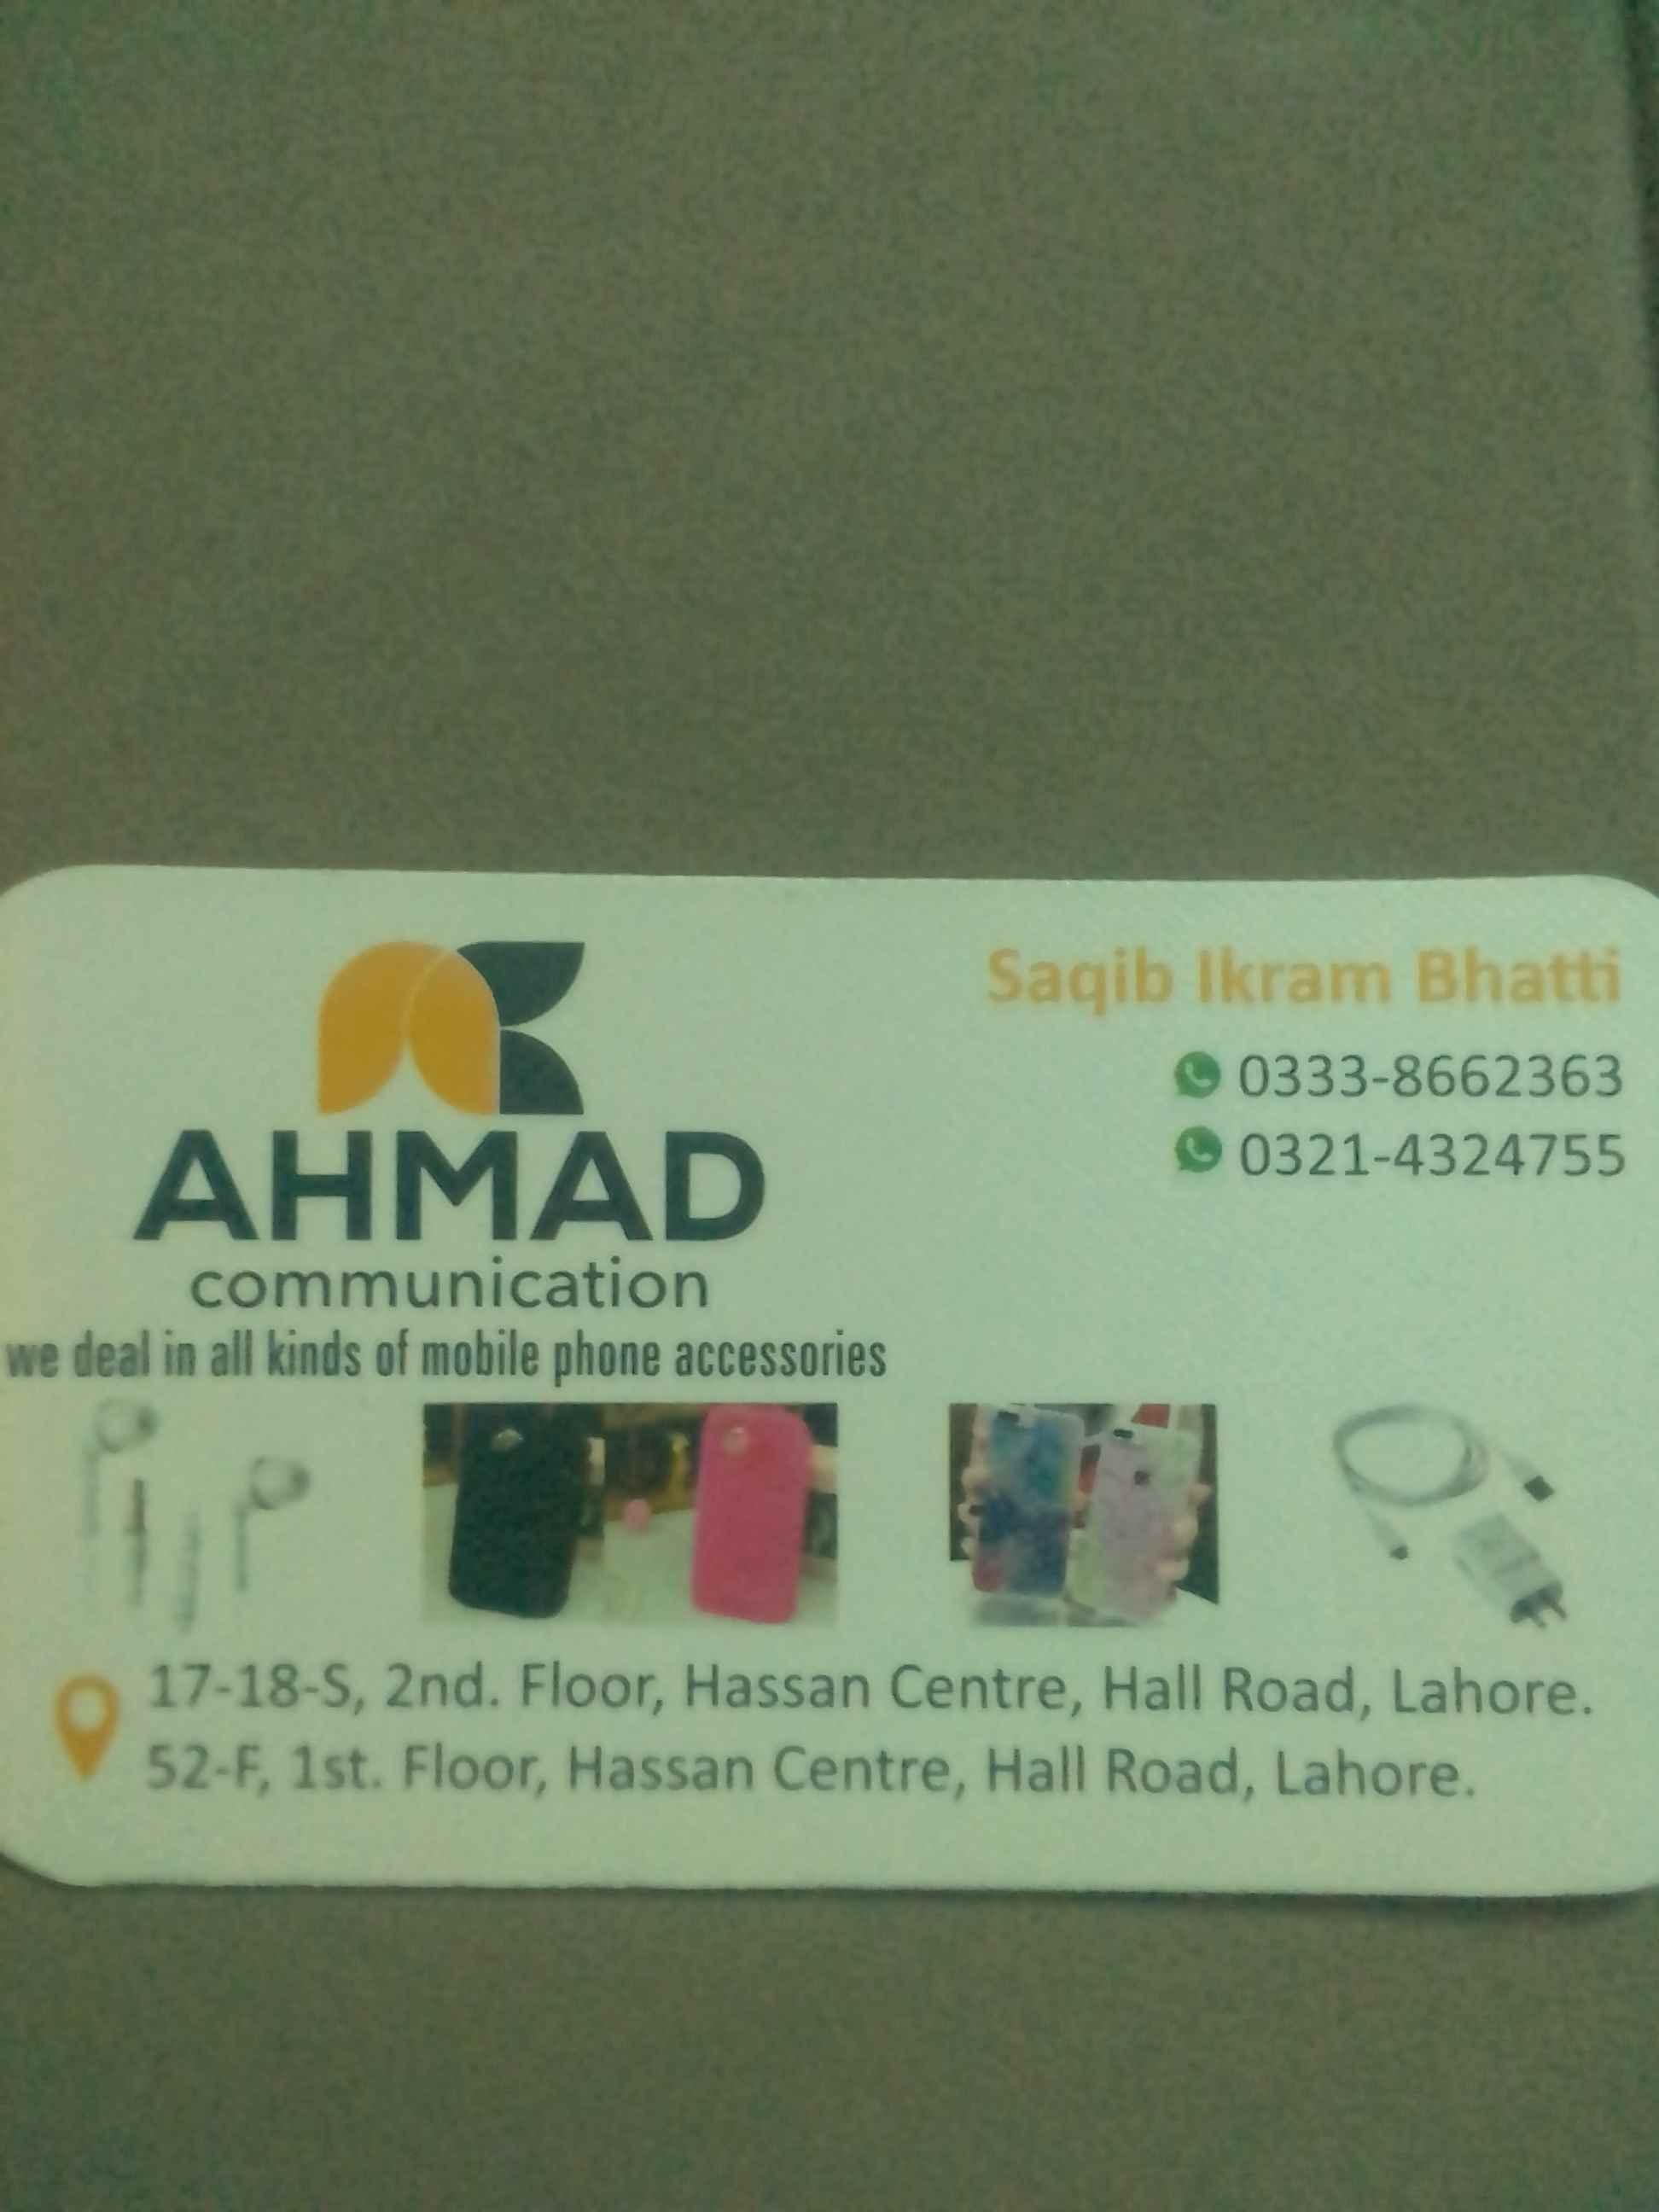 AHMAD
communication
we deal in all kinds of mobile phone accessories
Saqib Ikram Bhatti
0333-8662363
0321-4324755
17-18-S, 2nd. Floor, Hassan Centre, Hall Road, Lahore.
52-F, 1st. Floor, Hassan Centre, Hall Road, Lahore.